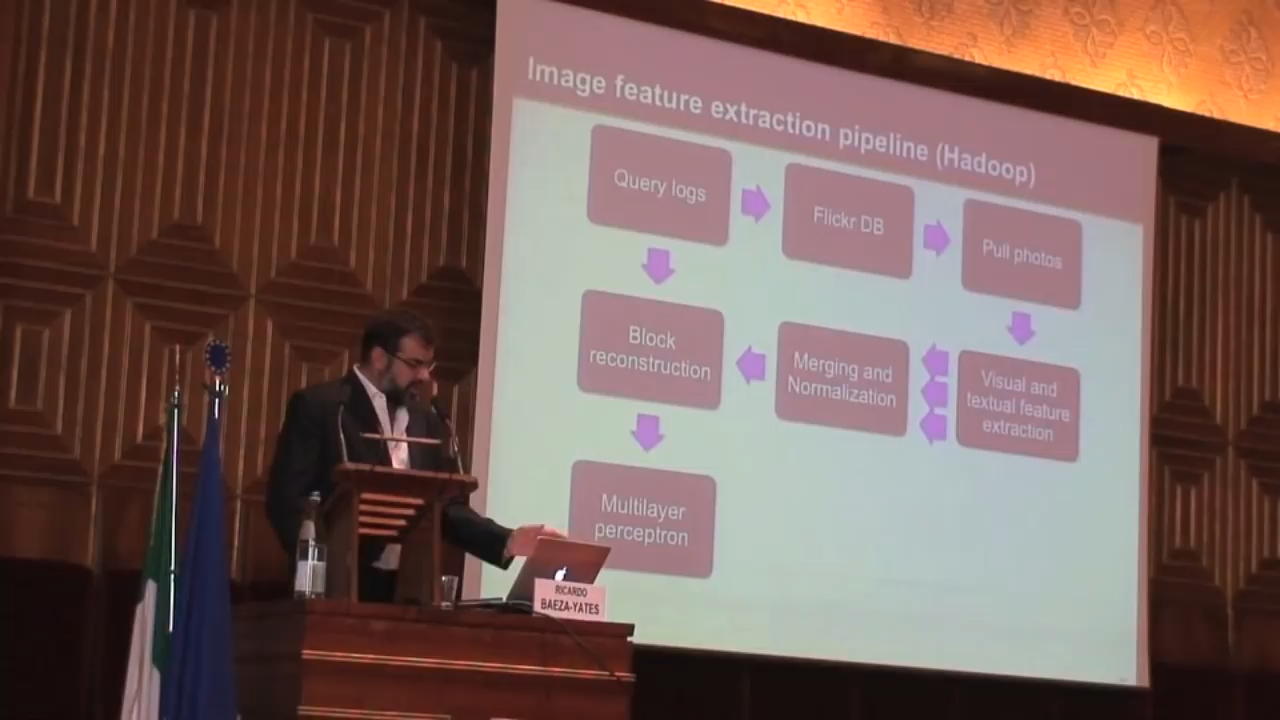 Image feature extraction pipeline (Hadoop)
Query logs
Flickr DB
Pull photos
Block
reconstruction
Merging and
Normalization
Visual and
textual feature
extraction
Multilayer
perceptron
RICARDO
BAEZA-YATES